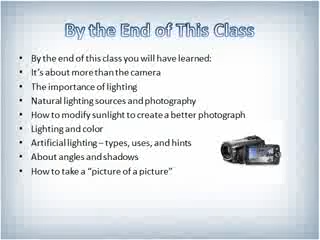 By the End of This Class
By the end of this class you will have learned:
It's about more than the camera
The importance of lighting
Natural lighting sources and photography
How to modify sunlight to create a better photograph
Lighting and color
Artificial lighting – types, uses, and hints
About angles and shadows
How to take a "picture of a picture"